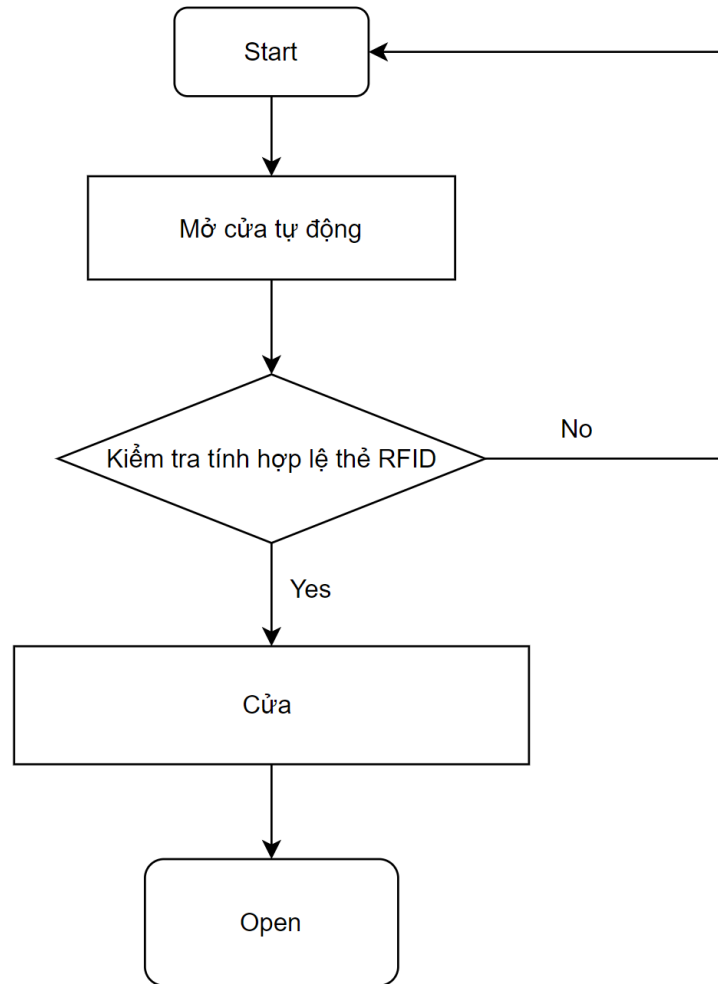 Start
Mở cửa tự động
Kiểm tra tính hợp lệ thẻ RFID
No
Yes
Cửa
Open